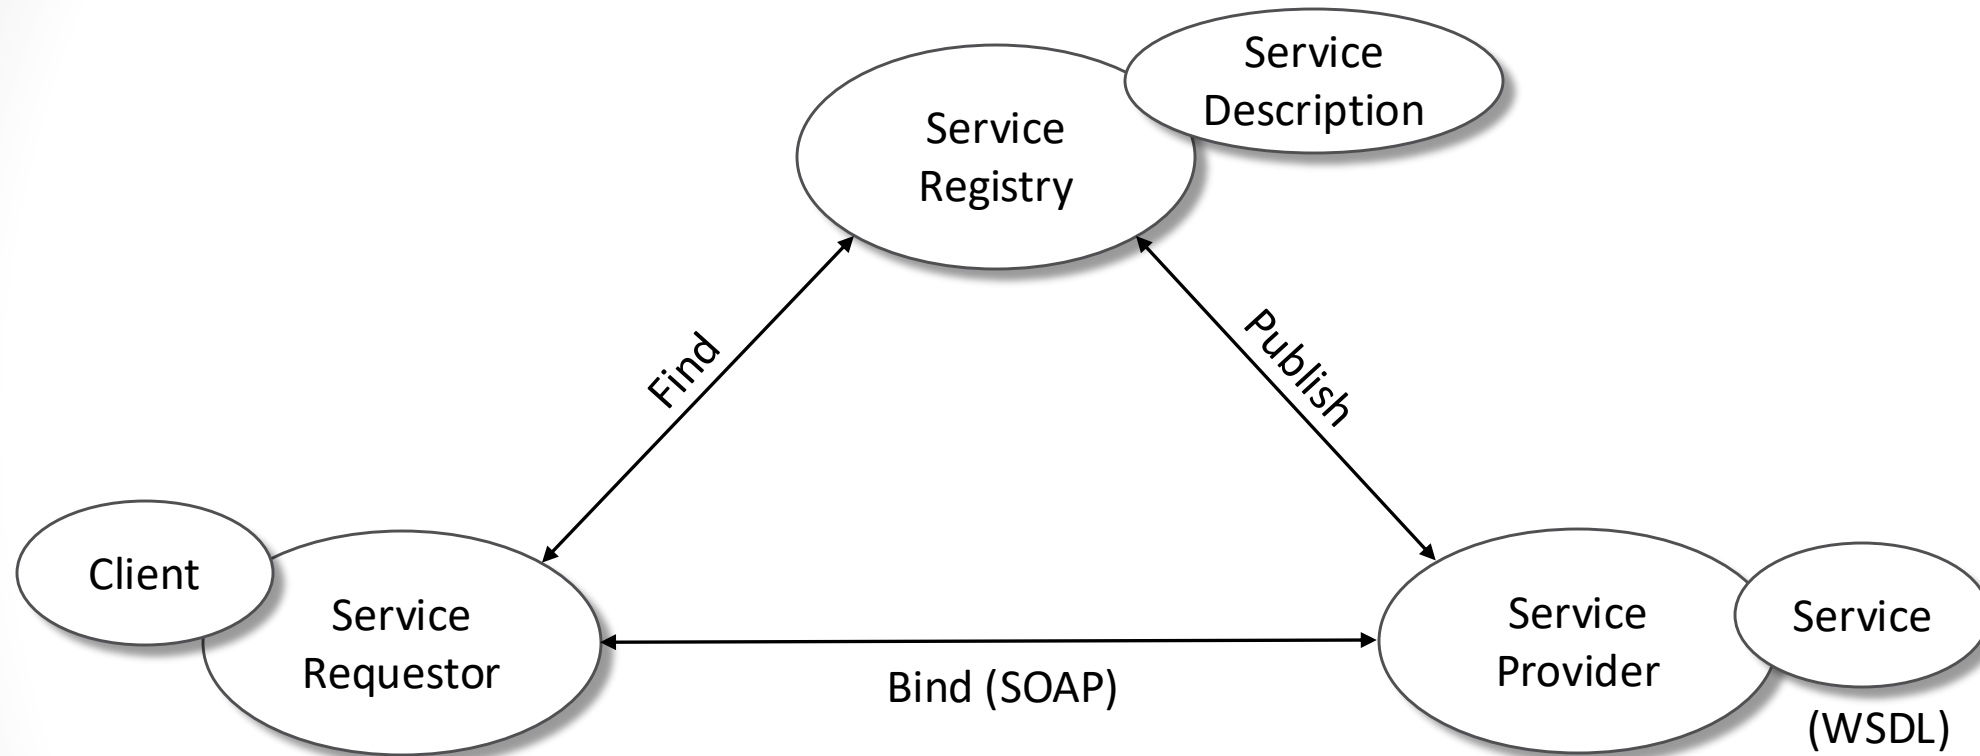 Service
Description
Service
Registry
Find
Publish
Client
Service
Requestor
Bind (SOAP)
Service
Provider
Service
(WSDL)